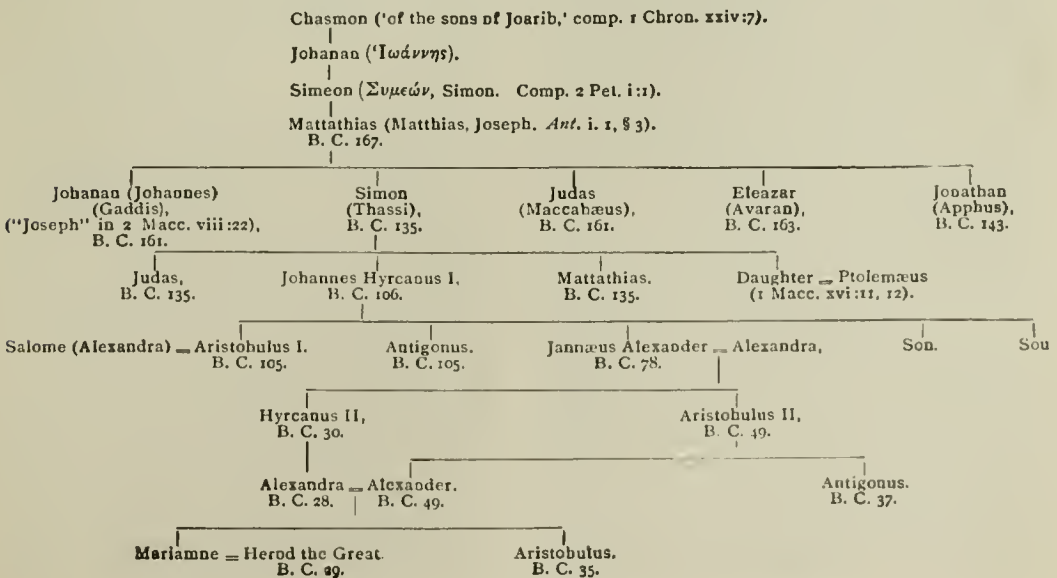 Chasmon ('of the sons of Joarib,' comp. 1 Chron. xxiv:7).
Johanan (Ἰωάννης).
Simeon (Συμεών, Simon. Comp. 2 Pet. i:1).
Mattathias (Matthias, Joseph. Ant. i. 1, § 3).
B. C. 167.
Johanan (Johannes) Simon Judas Eleazar Jonathan
(Gaddis), (Thassi), (Maccabæus), (Avaran), (Apphus),
("Joseph" in 2 Macc. viii:22), B. C. 135. B. C. 161. B. C. 163. B. C. 143.
B. C. 161.
Judas, Johannes Hyrcanus I, Mattathias. Daughter = Ptolemæus
B. C. 135. B. C. 106. B. C. 135. (1 Macc. xvi:11, 12).
Salome (Alexandra) = Aristobulus I. Antigonus. Jannæus Alexander = Alexandra, Son. Son
B. C. 105. B. C. 105. B. C. 78.
Hyrcanus II, Aristobulus II,
B. C. 30. B. C. 49.
Alexandra = Alexander. Antigonus.
B. C. 28. B. C. 49. B. C. 37.
Mariamne = Herod the Great. Aristobulus.
B. C. 29. B. C. 35.